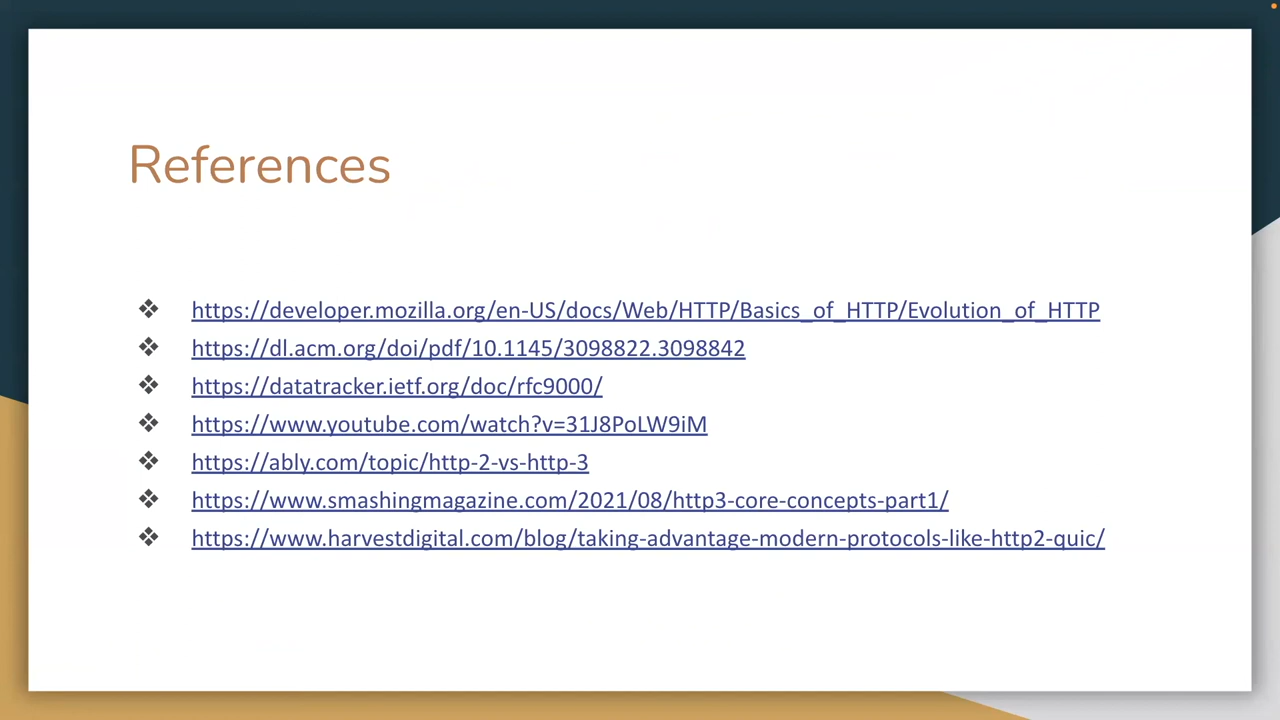 References
❖ https://developer.mozilla.org/en-US/docs/Web/HTTP/Basics_of_HTTP/Evolution_of_HTTP
❖ https://dl.acm.org/doi/pdf/10.1145/3098822.3098842
❖ https://datatracker.ietf.org/doc/rfc9000/
❖ https://www.youtube.com/watch?v=31J8PoLW9iM
❖ https://ably.com/topic/http-2-vs-http-3
❖ https://www.smashingmagazine.com/2021/08/http3-core-concepts-part1/
❖ https://www.harvestdigital.com/blog/taking-advantage-modern-protocols-like-http2-quic/